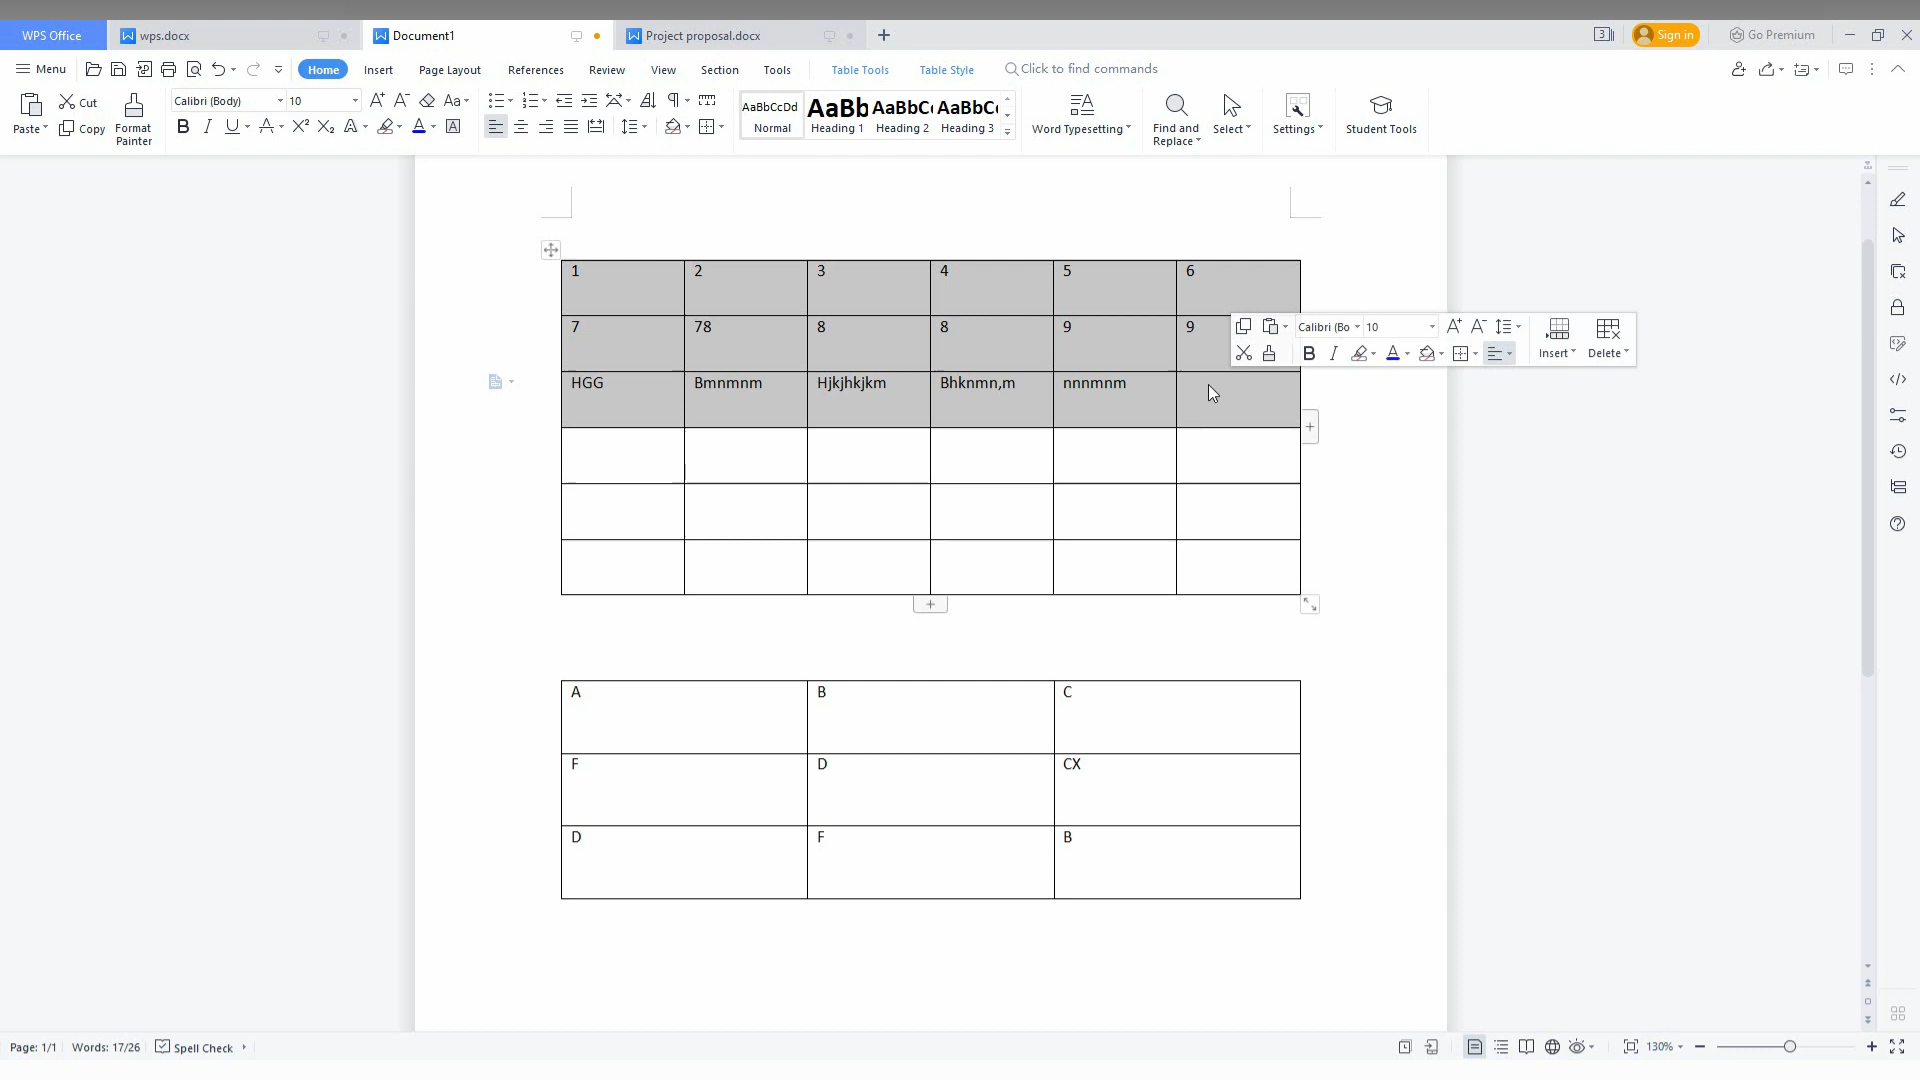 WPS Office wps.docx Document1 Project proposal.docx 3 Sign in Go Premium
Menu Home Insert Page Layout References Review View Section Tools Table Tools Table Style Click to find commands
Paste Cut Copy Format Painter Calibri (Body) 10 AaBbCcDd Normal AaBb Heading 1 AaBbC Heading 2 AaBbC Heading 3 Word Typesetting Find and Replace Select Settings Student Tools
1 2 3 4 5 6
7 78 8 8 9 9
Calibri (Bo 10 Insert Delete
HGG Bmnmnm Hjkjhkjkm Bhknmn,m nnnmnm
A B C
F D CX
D F B
Page: 1/1 Words: 17/26 Spell Check 130%